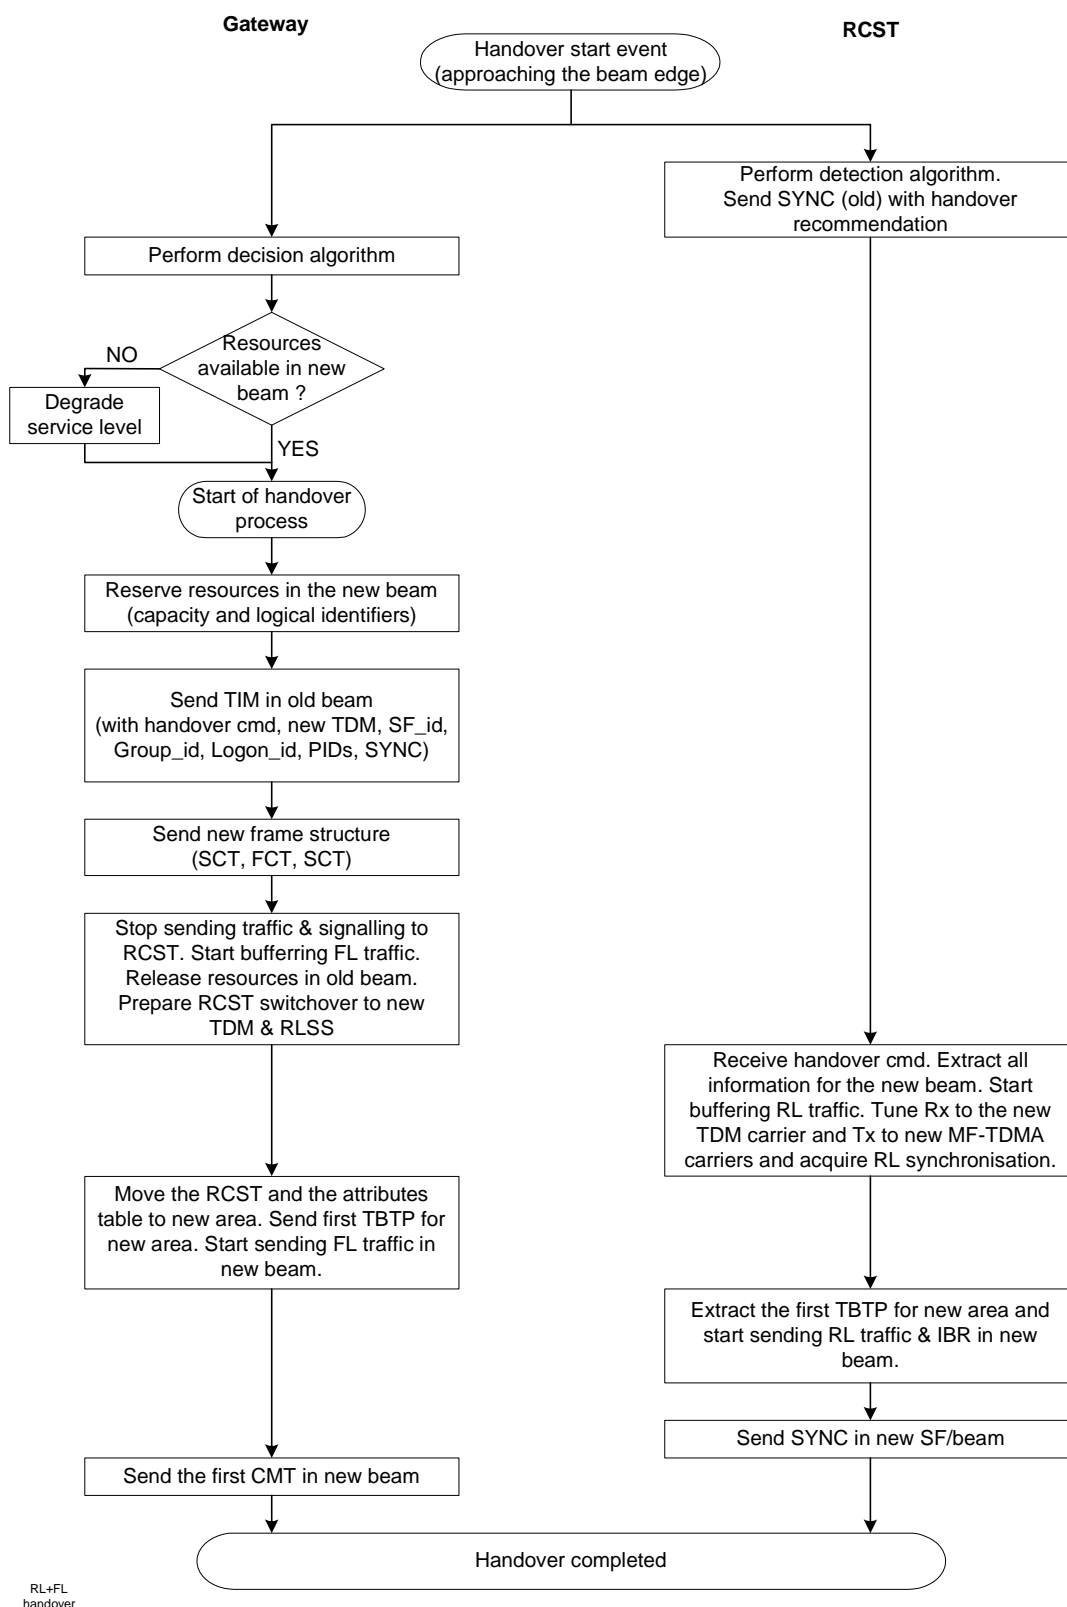 Gateway
RCST
Handover start event
(approaching the beam edge)
Perform detection algorithm.
Send SYNC (old) with handover
recommendation
Perform decision algorithm
Resources
available in new
beam ?
NO
Degrade
service level
YES
Start of handover
process
Reserve resources in the new beam
(capacity and logical identifiers)
Send TIM in old beam
(with handover cmd, new TDM, SF_id,
Group_id, Logon_id, PIDs, SYNC)
Send new frame structure
(SCT, FCT, SCT)
Stop sending traffic & signalling to
RCST. Start bufferring FL traffic.
Release resources in old beam.
Prepare RCST switchover to new
TDM & RLSS
Receive handover cmd. Extract all
information for the new beam. Start
buffering RL traffic. Tune Rx to the new
TDM carrier and Tx to new MF-TDMA
carriers and acquire RL synchronisation.
Move the RCST and the attributes
table to new area. Send first TBTP for
new area. Start sending FL traffic in
new beam.
Extract the first TBTP for new area and
start sending RL traffic & IBR in new
beam.
Send SYNC in new SF/beam
Send the first CMT in new beam
Handover completed
RL+FL
handover